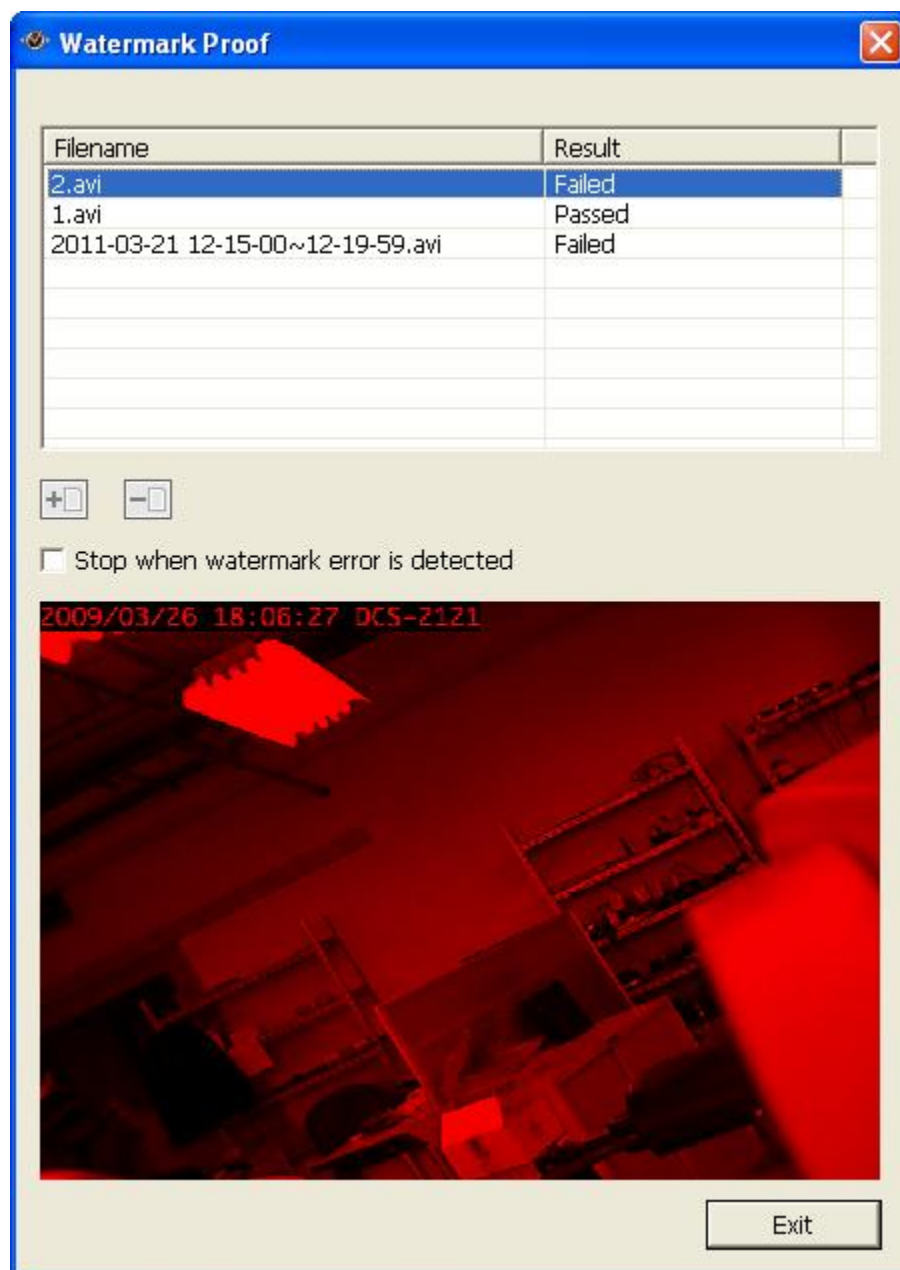 Watermark Proof
Filename Result
2.avi Failed
1.avi Passed
2011-03-21 12-15-00~12-19-59.avi Failed
Stop when watermark error is detected
2009/03/26 18:06:27 DCS-2121
Exit